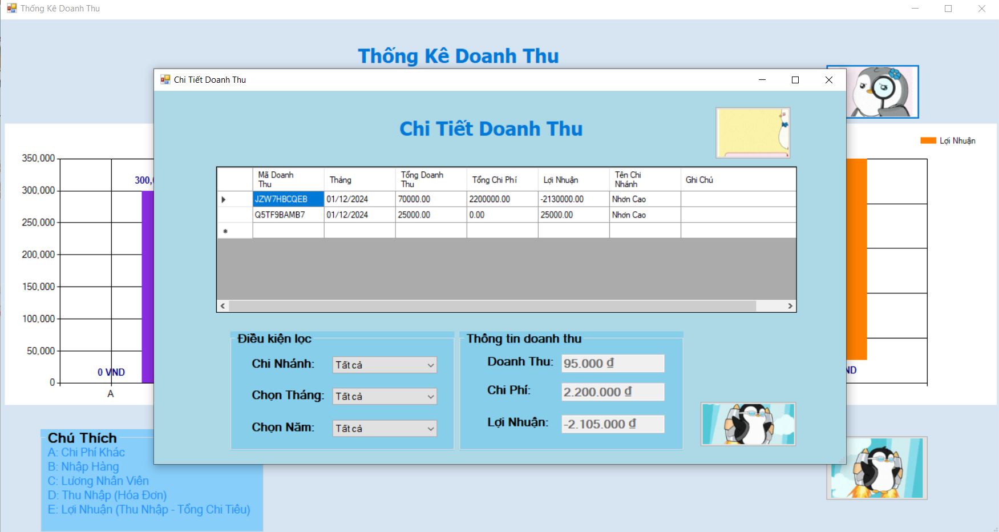 Thống Kê Doanh Thu
Thống Kê Doanh Thu
Chi Tiết Doanh Thu
Chi Tiết Doanh Thu
Mã Doanh Thu Tháng Tổng Doanh Thu Tổng Chi Phí Lợi Nhuận Tên Chi Nhánh Ghi Chú
JZW7HBCQEB 01/12/2024 70000.00 2200000.00 -2130000.00 Nhơn Cao
Q5TF9BAMB7 01/12/2024 25000.00 0.00 25000.00 Nhơn Cao
Điều kiện lọc
Chi Nhánh: Tất cả
Chọn Tháng: Tất cả
Chọn Năm: Tất cả
Thông tin doanh thu
Doanh Thu: 95.000 ₫
Chi Phí: 2.200.000 ₫
Lợi Nhuận: -2.105.000 ₫
Lợi Nhuận
350,000
300,000
250,000
200,000
150,000
100,000
50,000
0
300,
0 VND
A
ND
Chú Thích
A: Chi Phí Khác
B: Nhập Hàng
C: Lương Nhân Viên
D: Thu Nhập (Hóa Đơn)
E: Lợi Nhuận (Thu Nhập - Tổng Chi Tiêu)